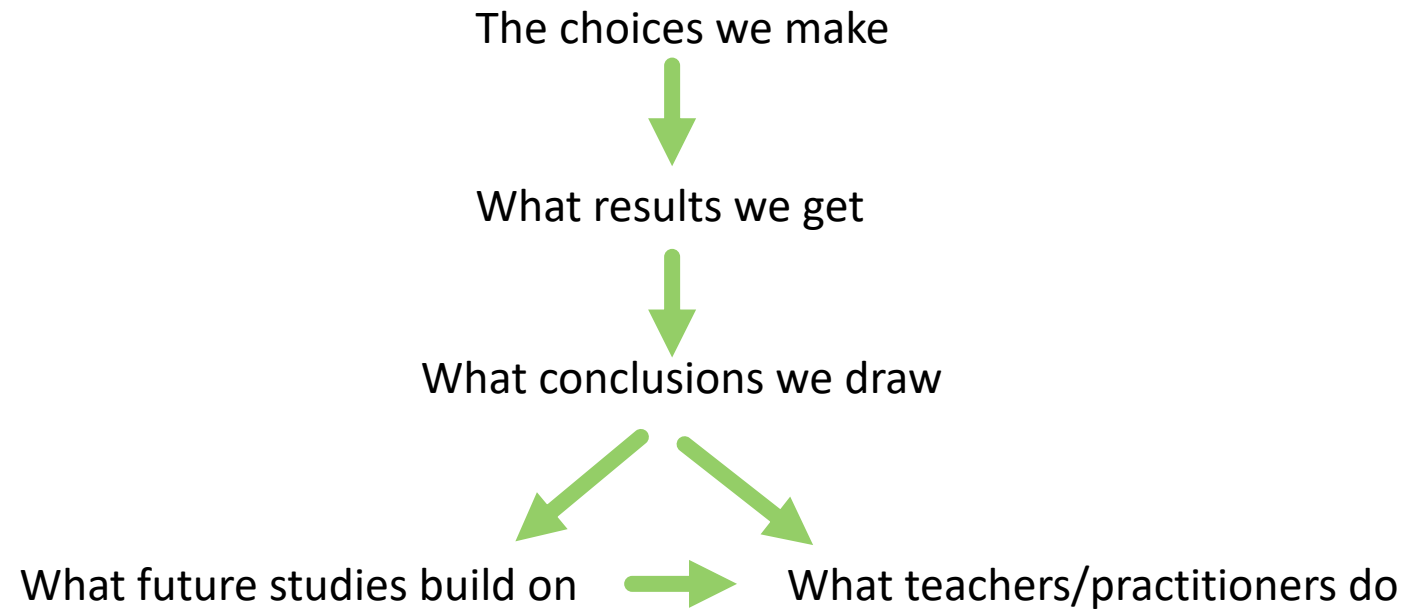 The choices we make
What results we get
What conclusions we draw
What future studies build on
What teachers/practitioners do